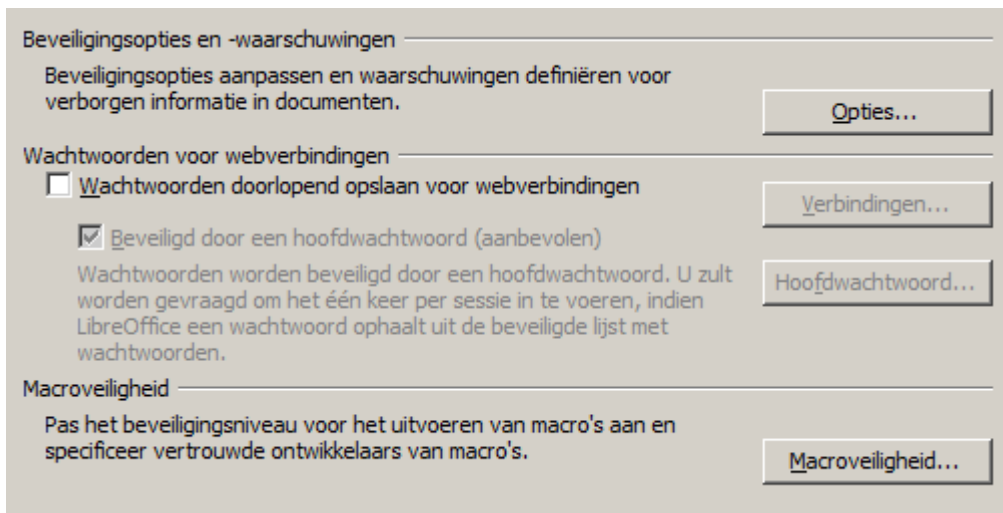 Beveiligingsopties en -waarschuwingen
Beveiligingsopties aanpassen en waarschuwingen definiëren voor
verborgen informatie in documenten.
Opties...
Wachtwoorden voor webverbindingen
Wachtwoorden doorlopend opslaan voor webverbindingen
Verbindingen...
Beveiligd door een hoofdwachtwoord (aanbevolen)
Wachtwoorden worden beveiligd door een hoofdwachtwoord. U zult
worden gevraagd om het één keer per sessie in te voeren, indien
LibreOffice een wachtwoord ophaalt uit de beveiligde lijst met
wachtwoorden.
Hoofdwachtwoord...
Macroveiligheid
Pas het beveiligingsniveau voor het uitvoeren van macro's aan en
specificeer vertrouwde ontwikkelaars van macro's.
Macroveiligheid...